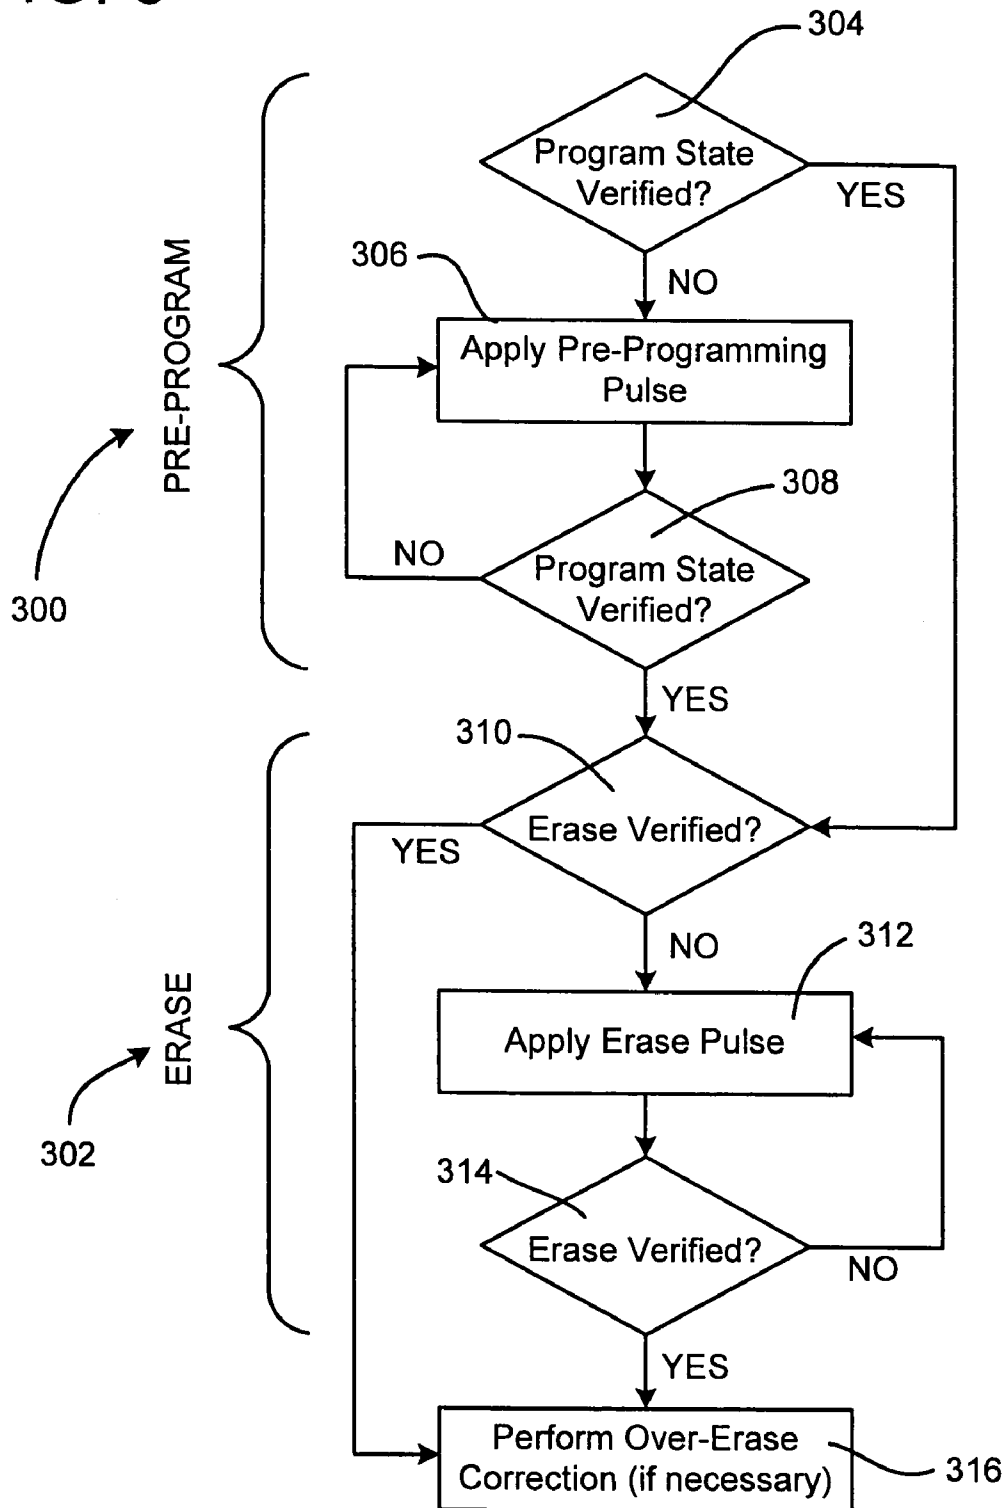 304
Program State
Verified?
YES
306
NO
Apply Pre-Programming
Pulse
PRE-PROGRAM
308
NO
Program State
Verified?
300
YES
310
Erase Verified?
YES
NO
312
ERASE
Apply Erase Pulse
302
314
Erase Verified?
NO
YES
Perform Over-Erase
Correction (if necessary)
316